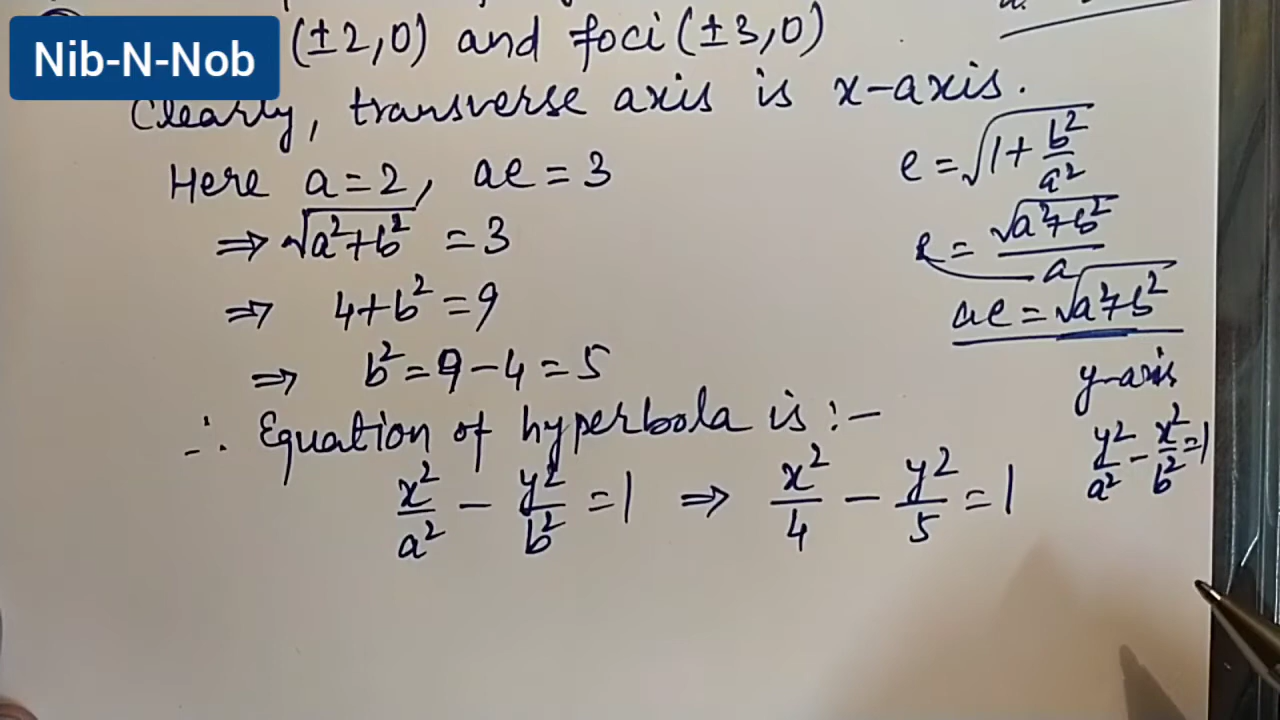 Nib-N-Nob
(±2,0) and foci (±3,0)
Clearly, transverse axis is x-axis.
Here a=2, ae=3
⇒ √(a²+b²) = 3
⇒ 4+b²=9
⇒ b²=9-4=5
∴ Equation of hyperbola is :-
x²/a² - y²/b² = 1 ⇒ x²/4 - y²/5 = 1
e = √(1 + b²/a²)
e = √(a²+b²)/a
ae = √(a²+b²)
y-axis
y²/a² - x²/b² = 1